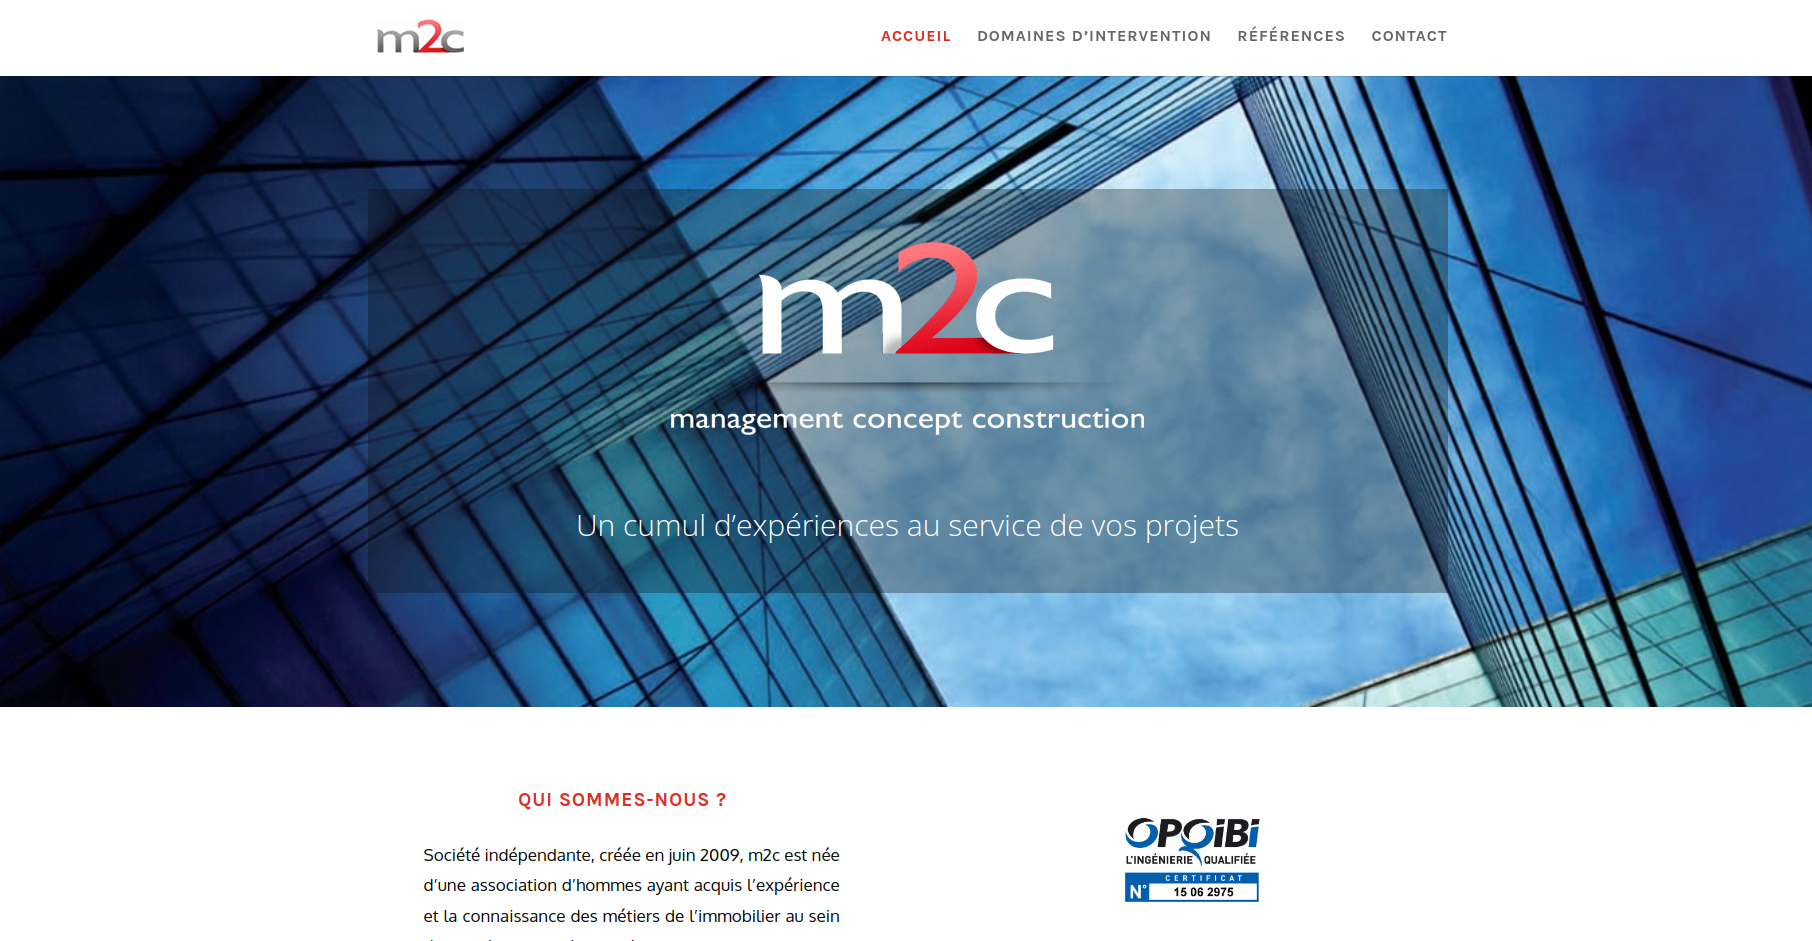 m2c
ACCUEIL DOMAINES D’INTERVENTION RÉFÉRENCES CONTACT
m2c
management concept construction
Un cumul d’expériences au service de vos projets
QUI SOMMES-NOUS ?
Société indépendante, créée en juin 2009, m2c est née
d’une association d’hommes ayant acquis l’expérience
et la connaissance des métiers de l’immobilier au sein
OPQiBi
L’INGÉNIERIE QUALIFIÉE
CERTIFICAT
N° 15 06 2975